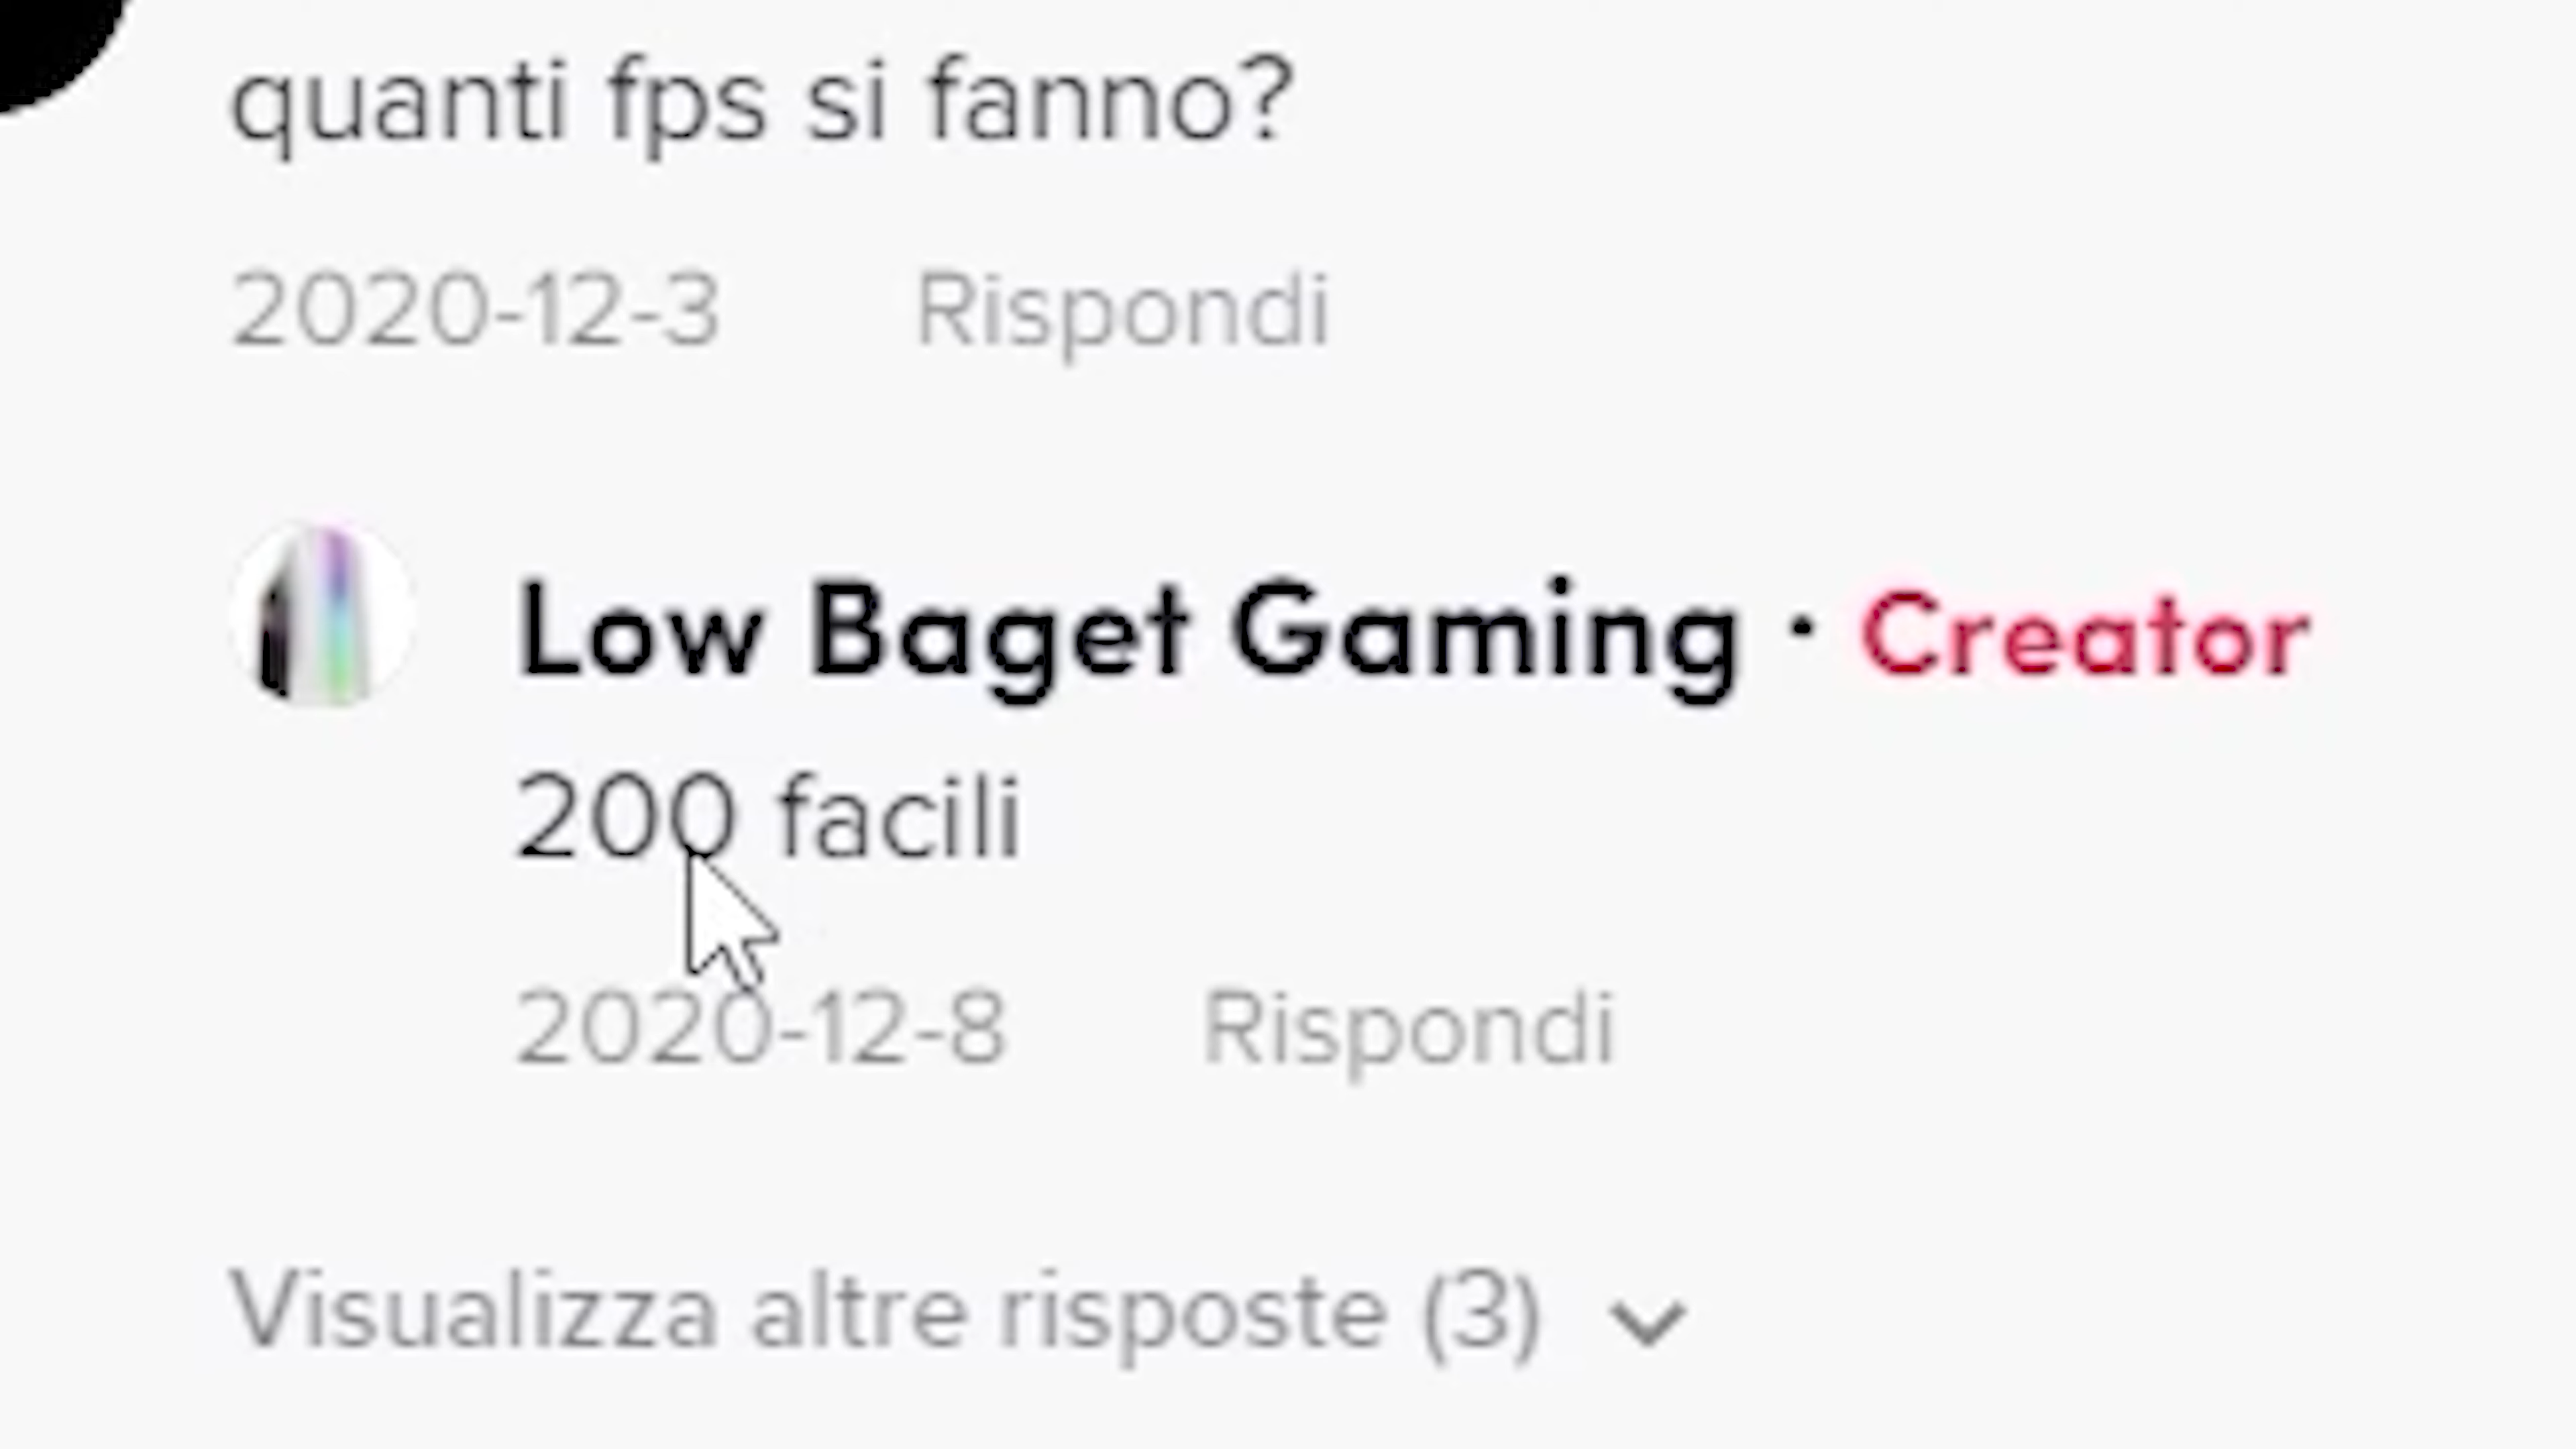 quanti fps si fanno?
2020-12-3 Rispondi
Low Baget Gaming · Creator
200 facili
2020-12-8 Rispondi
Visualizza altre risposte (3)